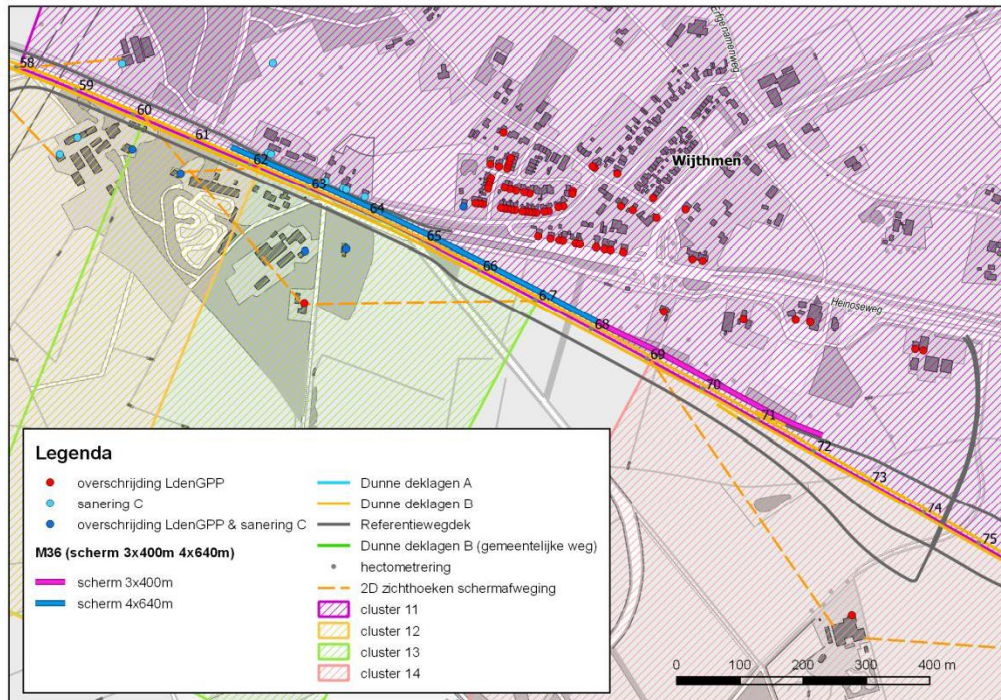 58
59
60
61
62
63
64
65
66
67
68
69
70
71
72
73
74
75
Erfgenamenweg
Wijthmen
Heinoseweg
Legenda
overschrijding LdenGPP
sanering C
overschrijding LdenGPP & sanering C
M36 (scherm 3x400m 4x640m)
scherm 3x400m
scherm 4x640m
Dunne deklagen A
Dunne deklagen B
Referentiewegdek
Dunne deklagen B (gemeentelijke weg)
hectometrering
2D zichthoeken schermafweging
cluster 11
cluster 12
cluster 13
cluster 14
0 100 200 300 400 m